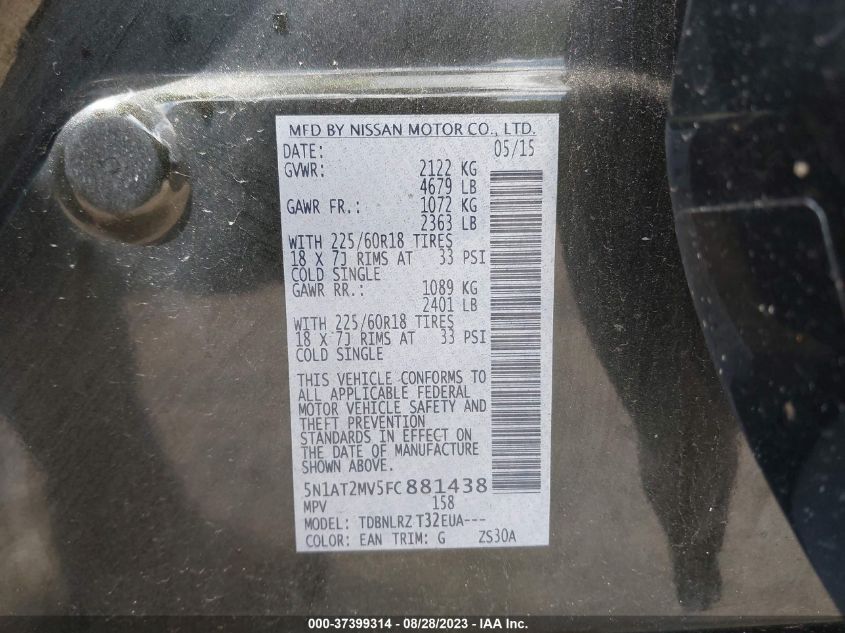 MFD BY NISSAN MOTOR CO., LTD.
DATE: 05/15
GVWR: 2122 KG
4679 LB
GAWR FR.: 1072 KG
2363 LB
WITH 225/60R18 TIRES
18 X 7J RIMS AT 33 PSI
COLD SINGLE
GAWR RR.: 1089 KG
2401 LB
WITH 225/60R18 TIRES
18 X 7J RIMS AT 33 PSI
COLD SINGLE
THIS VEHICLE CONFORMS TO
ALL APPLICABLE FEDERAL
MOTOR VEHICLE SAFETY AND
THEFT PREVENTION
STANDARDS IN EFFECT ON
THE DATE OF MANUFACTURE
SHOWN ABOVE.
5N1AT2MV5FC881438
MPV 158
MODEL: TDBNLRZ T32EUA---
COLOR: EAN TRIM: G ZS30A
000-37399314 - 08/28/2023 - IAA Inc.